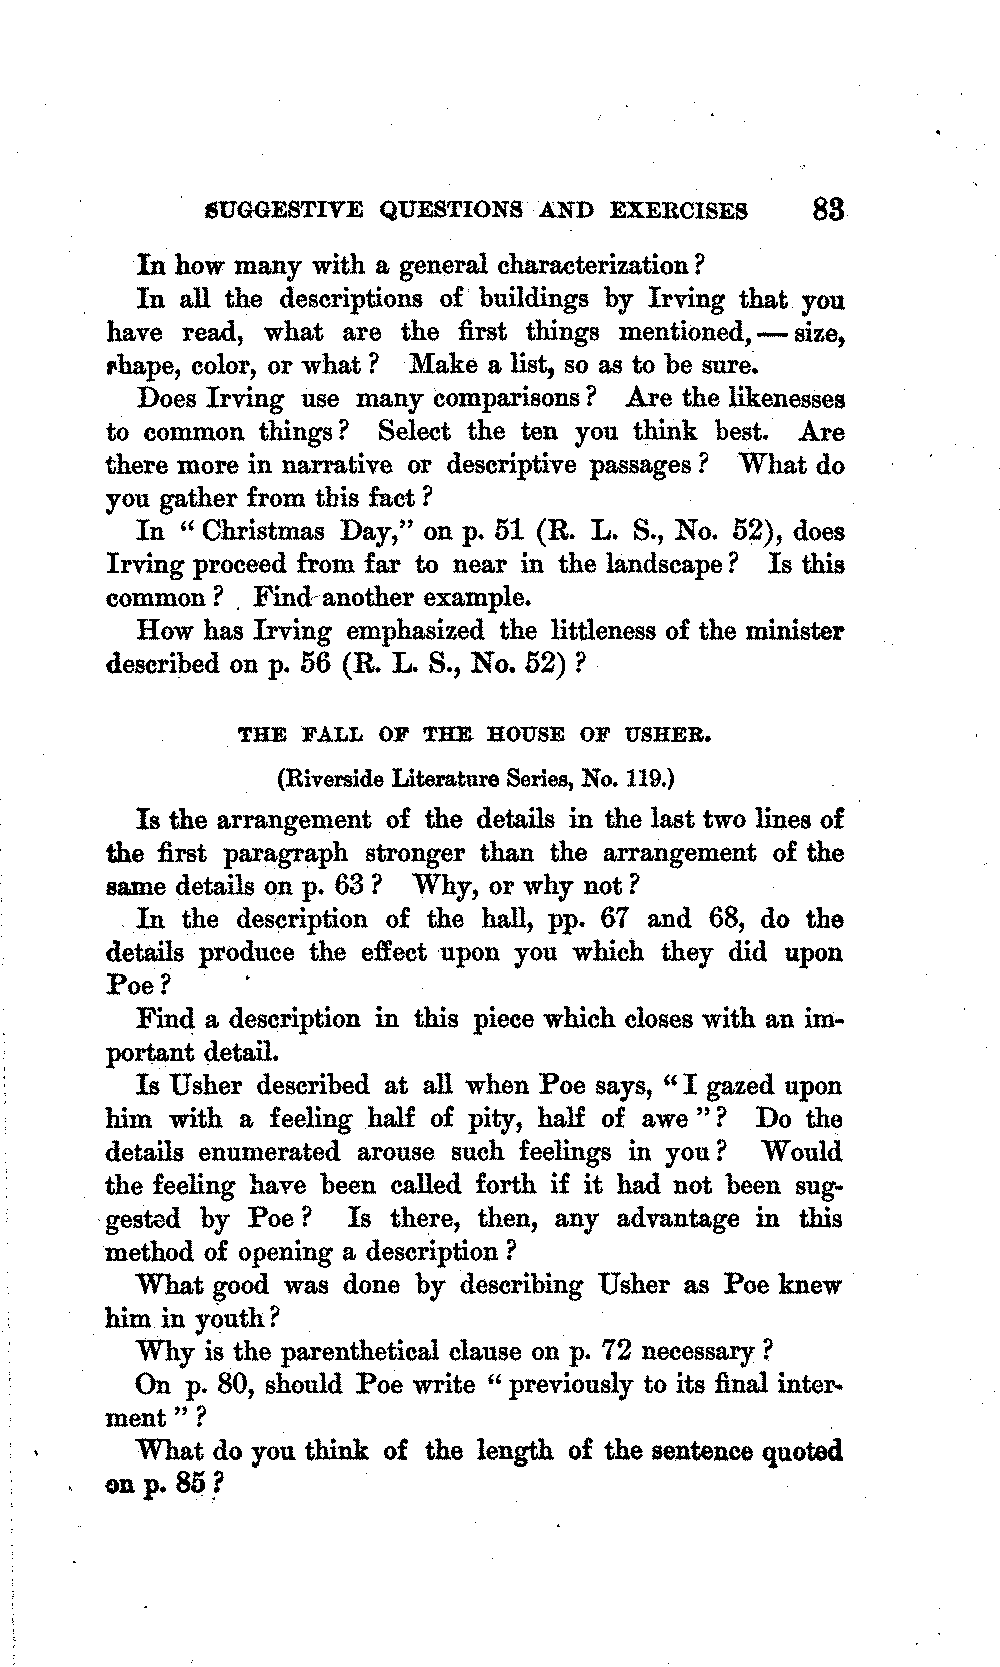 SUGGESTIVE QUESTIONS AND EXERCISES 83
In how many with a general characterization?
In all the descriptions of buildings by Irving that you
have read, what are the first things mentioned,— size,
shape, color, or what? Make a list, so as to be sure.
Does Irving use many comparisons? Are the likenesses
to common things? Select the ten you think best. Are
there more in narrative or descriptive passages? What do
you gather from this fact?
In “Christmas Day,” on p. 51 (R. L. S., No. 52), does
Irving proceed from far to near in the landscape? Is this
common? Find another example.
How has Irving emphasized the littleness of the minister
described on p. 56 (R. L. S., No. 52)?
THE FALL OF THE HOUSE OF USHER.
(Riverside Literature Series, No. 119.)
Is the arrangement of the details in the last two lines of
the first paragraph stronger than the arrangement of the
same details on p. 63? Why, or why not?
In the description of the hall, pp. 67 and 68, do the
details produce the effect upon you which they did upon
Poe?
Find a description in this piece which closes with an im-
portant detail.
Is Usher described at all when Poe says, “I gazed upon
him with a feeling half of pity, half of awe”? Do the
details enumerated arouse such feelings in you? Would
the feeling have been called forth if it had not been sug-
gested by Poe? Is there, then, any advantage in this
method of opening a description?
What good was done by describing Usher as Poe knew
him in youth?
Why is the parenthetical clause on p. 72 necessary?
On p. 80, should Poe write “previously to its final inter-
ment”?
What do you think of the length of the sentence quoted
on p. 85?